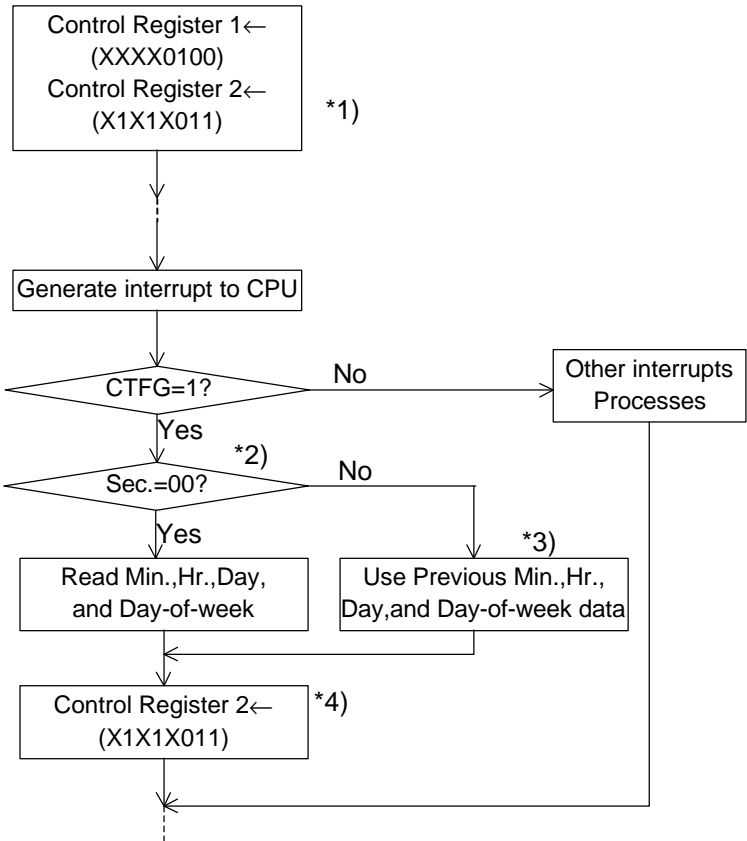 Control Register 1←
(XXXX0100)
Control Register 2←
(X1X1X011)
*1)
Generate interrupt to CPU
CTFG=1?
No
Other interrupts
Processes
Yes
*2)
Sec.=00?
No
Yes
*3)
Read Min.,Hr.,Day,
and Day-of-week
Use Previous Min.,Hr.,
Day,and Day-of-week data
Control Register 2←
(X1X1X011)
*4)